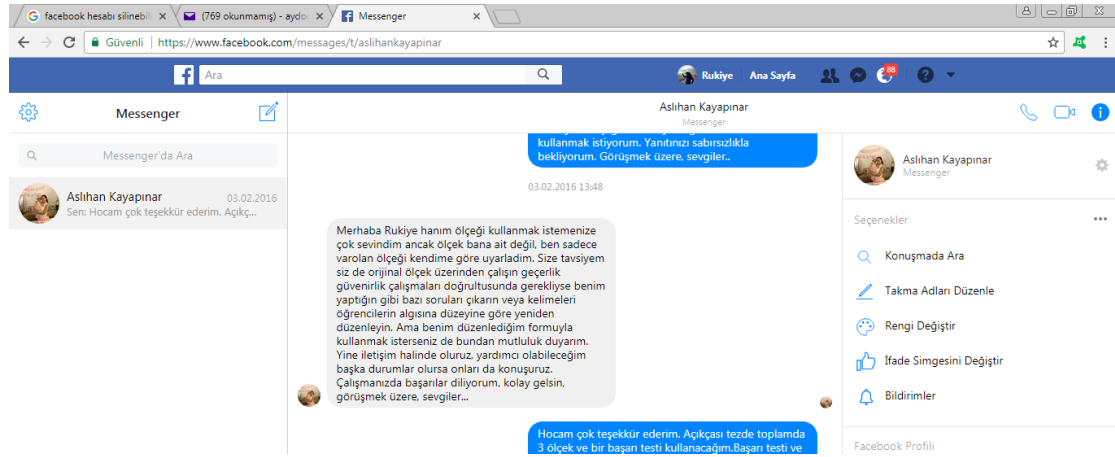 facebook hesabı silinebili
(769 okunmamış) - aydo
Messenger
Güvenli | https://www.facebook.com/messages/t/aslihankayapinar
Ara
Rukiye
Ana Sayfa
88
Messenger
Messenger'da Ara
Aslıhan Kayapınar
03.02.2016
Sen: Hocam çok teşekkür ederim. Açıkç...
Aslıhan Kayapınar
Messenger
kullanmak istiyorum. Yanıtınızı sabırsızlıkla
bekliyorum. Görüşmek üzere, sevgiler..
03.02.2016 13:48
Merhaba Rukiye hanım ölçeği kullanmak istemenize
çok sevindim ancak ölçek bana ait değil, ben sadece
varolan ölçeği kendime göre uyarladim. Size tavsiyem
siz de orijinal ölçek üzerinden çalışın geçerlik
güvenirlik çalışmaları doğrultusunda gerekliyse benim
yaptığın gibi bazı soruları çıkarın veya kelimeleri
öğrencilerin algısına düzeyine göre yeniden
düzenleyin. Ama benim düzenlediğim formuyla
kullanmak isterseniz de bundan mutluluk duyarım.
Yine iletişim halinde oluruz, yardımcı olabileceğim
başka durumlar olursa onları da konuşuruz.
Çalışmanızda başarılar diliyorum, kolay gelsin,
görüşmek üzere, sevgiler...
Hocam çok teşekkür ederim. Açıkçası tezde toplamda
3 ölçek ve bir başarı testi kullanacağım.Başarı testi ve
Aslıhan Kayapınar
Messenger
Seçenekler
Konuşmada Ara
Takma Adları Düzenle
Rengi Değiştir
İfade Simgesini Değiştir
Bildirimler
Facebook Profili